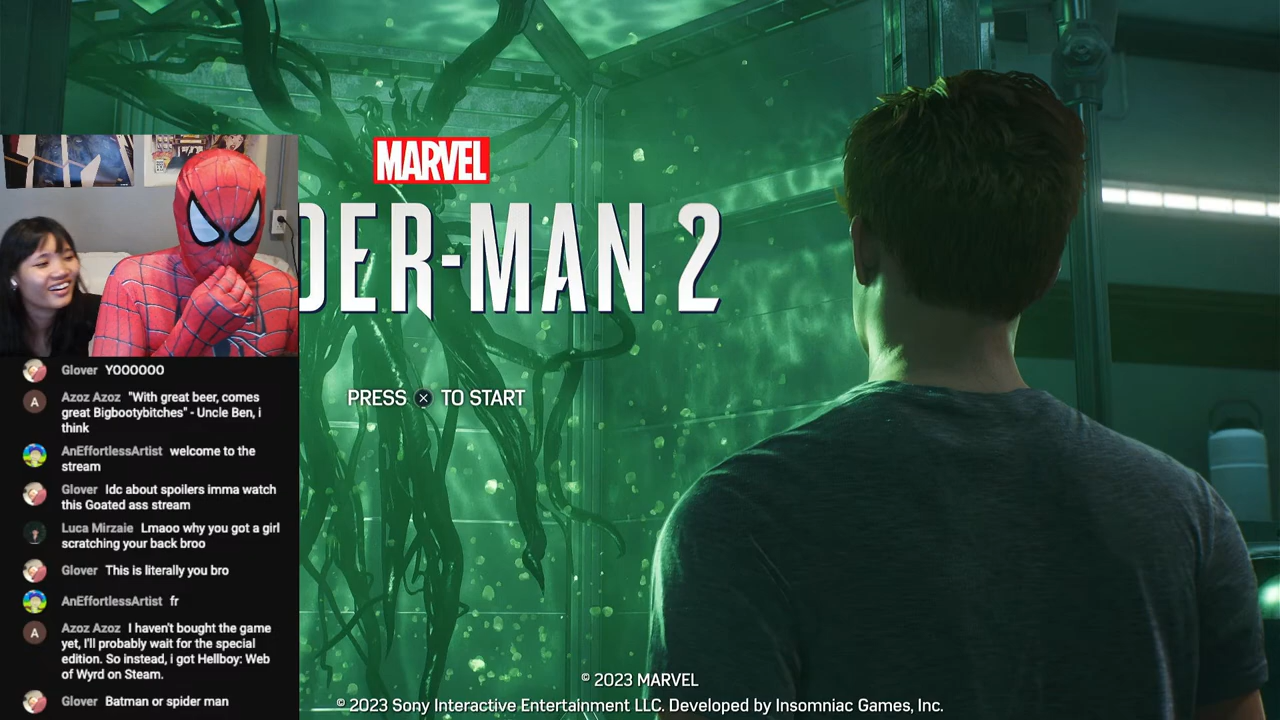 MARVEL
DER-MAN 2
PRESS TO START
Glover YOOOOOO
A Azoz Azoz "With great beer, comes
great Bigbootybitches" - Uncle Ben, i
think
AnEffortlessArtist welcome to the
stream
Glover Idc about spoilers imma watch
this Goated ass stream
Luca Mirzaie Lmaoo why you got a girl
scratching your back broo
Glover This is literally you bro
AnEffortlessArtist fr
A Azoz Azoz I haven't bought the game
yet, I'll probably wait for the special
edition. So instead, i got Hellboy: Web
of Wyrd on Steam.
Glover Batman or spider man
© 2023 MARVEL
© 2023 Sony Interactive Entertainment LLC. Developed by Insomniac Games, Inc.